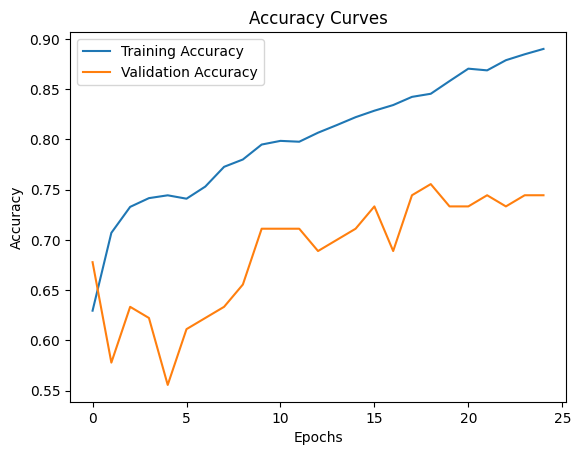 Accuracy Curves
Training Accuracy
Validation Accuracy
0.90
0.85
0.80
0.75
0.70
0.65
0.60
0.55
Accuracy
0 5 10 15 20 25
Epochs